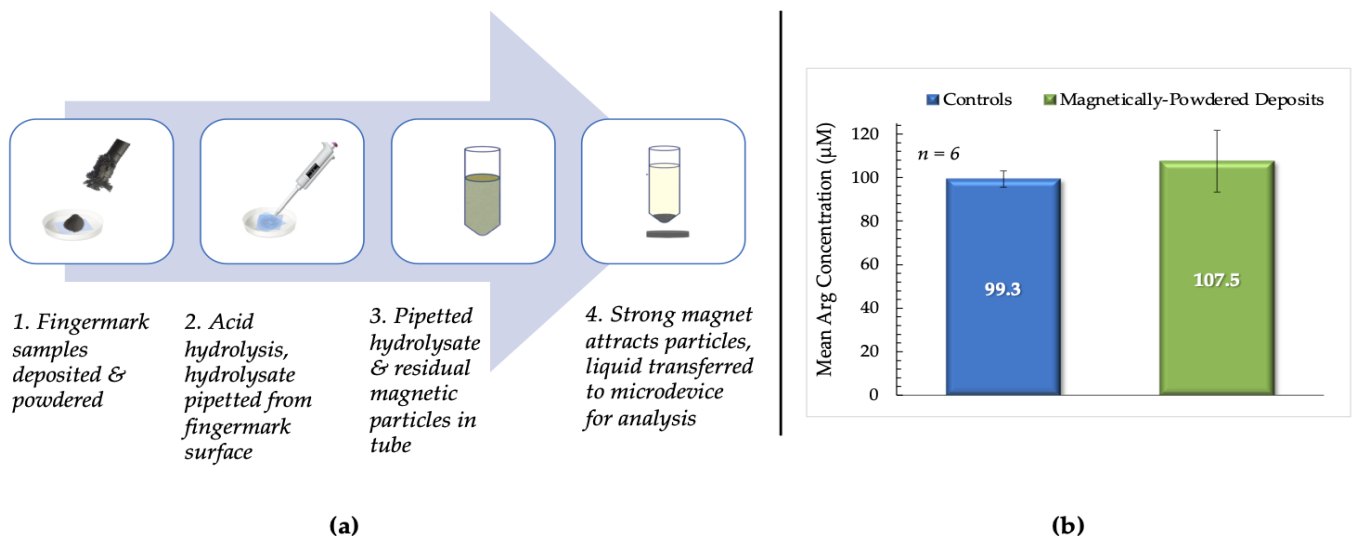 1. Fingermark
samples
deposited &
powdered
2. Acid
hydrolysis,
hydrolysate
pipetted from
fingermark
surface
3. Pipetted
hydrolysate
& residual
magnetic
particles in
tube
4. Strong magnet
attracts particles,
liquid transferred
to microdevice
for analysis
(a)
Controls
Magnetically-Powdered Deposits
Mean Arg Concentration (µM)
n = 6
120
100
80
60
40
20
0
99.3
107.5
(b)